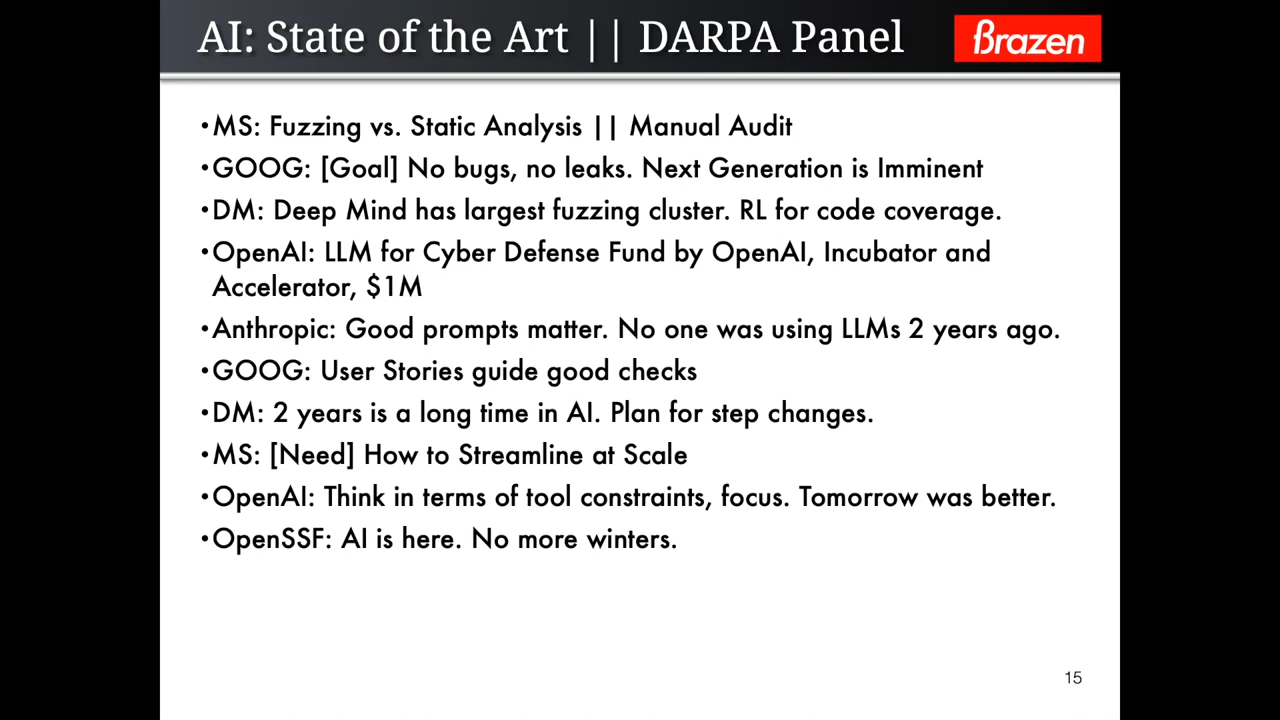 AI: State of the Art || DARPA Panel
Brazen
•MS: Fuzzing vs. Static Analysis || Manual Audit
•GOOG: [Goal] No bugs, no leaks. Next Generation is Imminent
•DM: Deep Mind has largest fuzzing cluster. RL for code coverage.
•OpenAI: LLM for Cyber Defense Fund by OpenAI, Incubator and
Accelerator, $1M
•Anthropic: Good prompts matter. No one was using LLMs 2 years ago.
•GOOG: User Stories guide good checks
•DM: 2 years is a long time in AI. Plan for step changes.
•MS: [Need] How to Streamline at Scale
•OpenAI: Think in terms of tool constraints, focus. Tomorrow was better.
•OpenSSF: AI is here. No more winters.
15